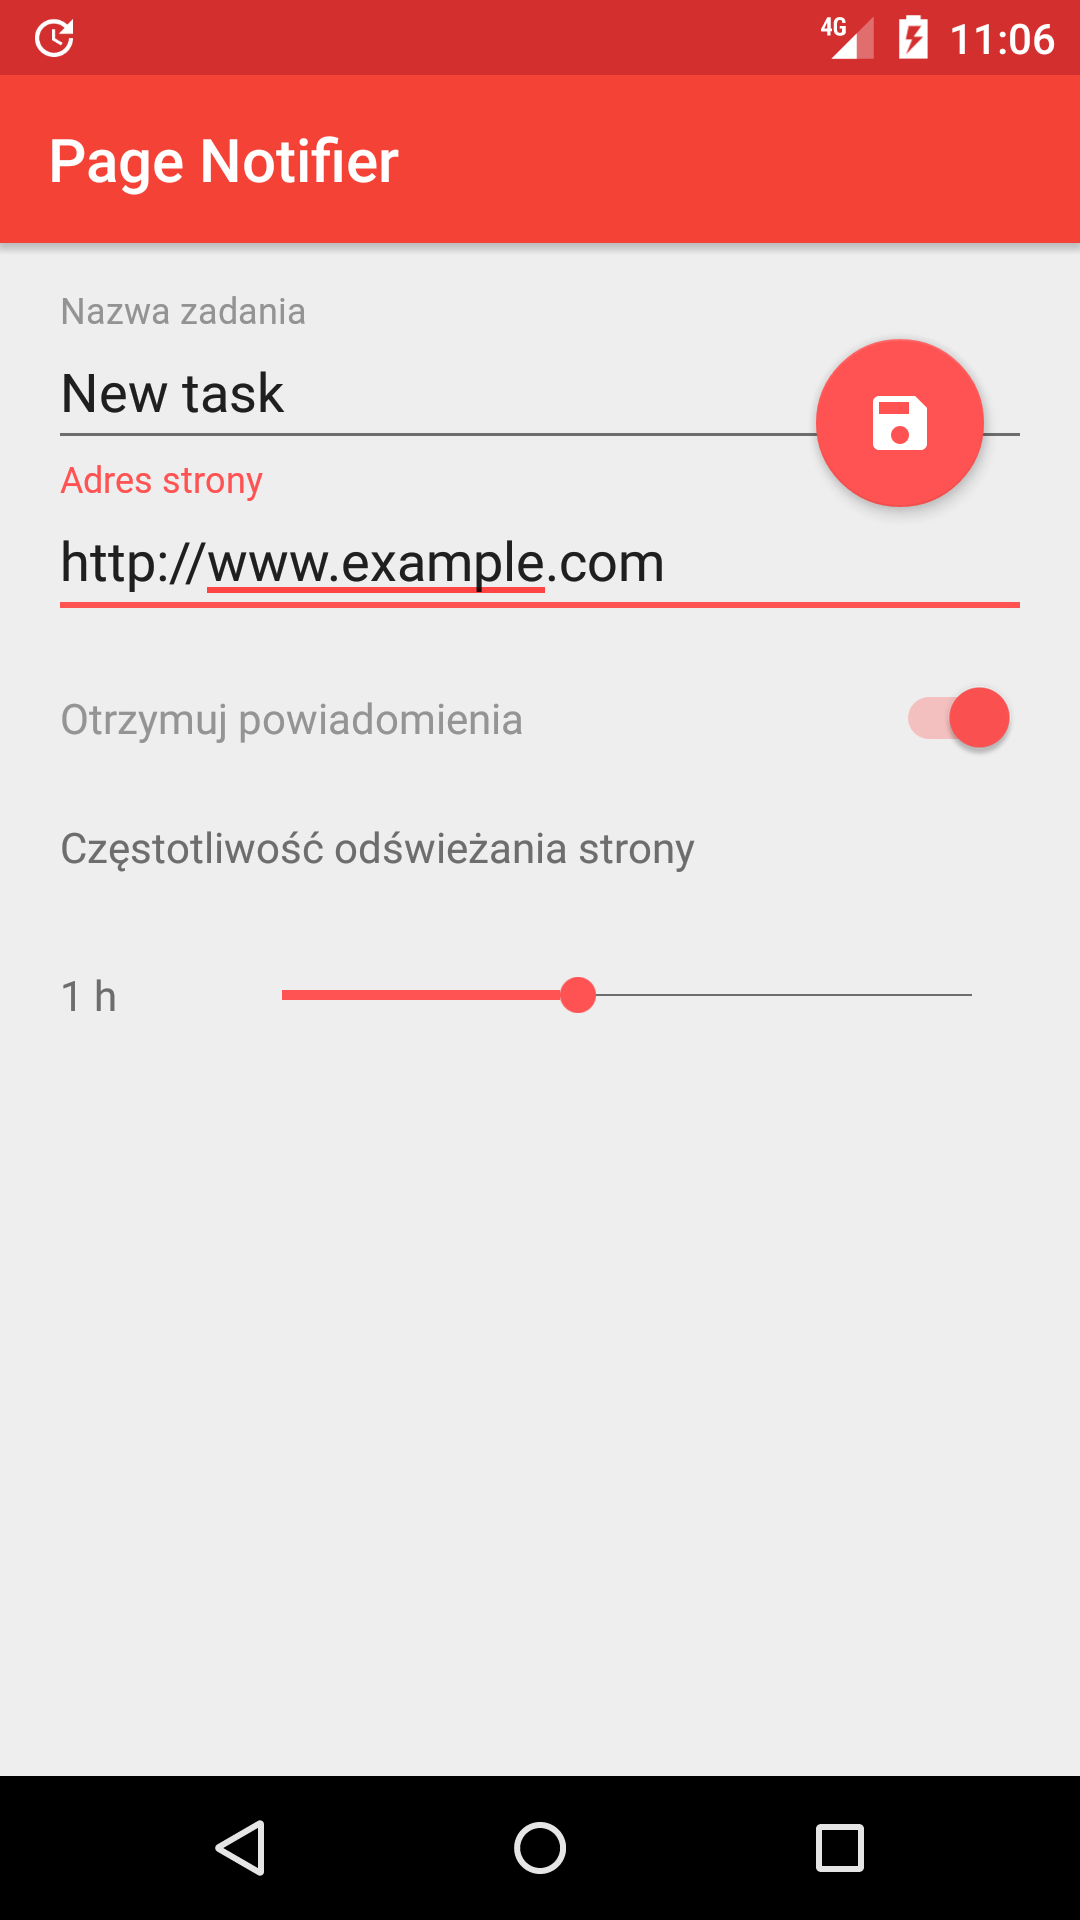 4G 11:06
Page Notifier
Nazwa zadania
New task
Adres strony
http://www.example.com
Otrzymuj powiadomienia
Częstotliwość odświeżania strony
1 h